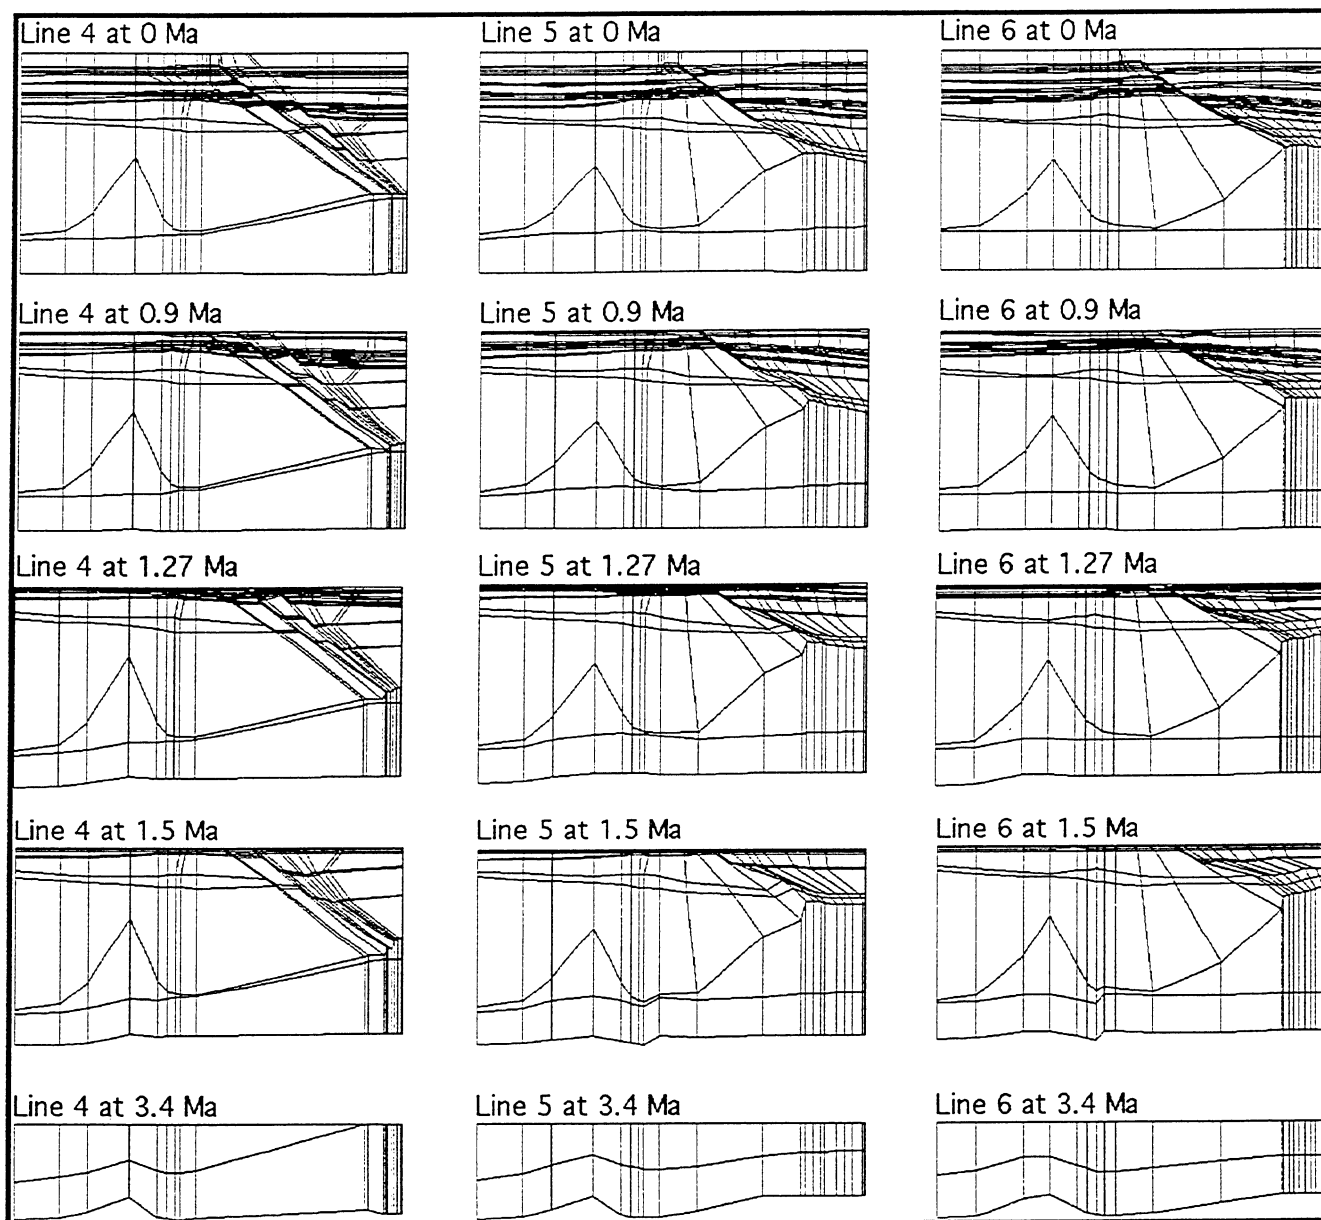 Line 4 at 0 Ma
Line 5 at 0 Ma
Line 6 at 0 Ma
Line 4 at 0.9 Ma
Line 5 at 0.9 Ma
Line 6 at 0.9 Ma
Line 4 at 1.27 Ma
Line 5 at 1.27 Ma
Line 6 at 1.27 Ma
Line 4 at 1.5 Ma
Line 5 at 1.5 Ma
Line 6 at 1.5 Ma
Line 4 at 3.4 Ma
Line 5 at 3.4 Ma
Line 6 at 3.4 Ma